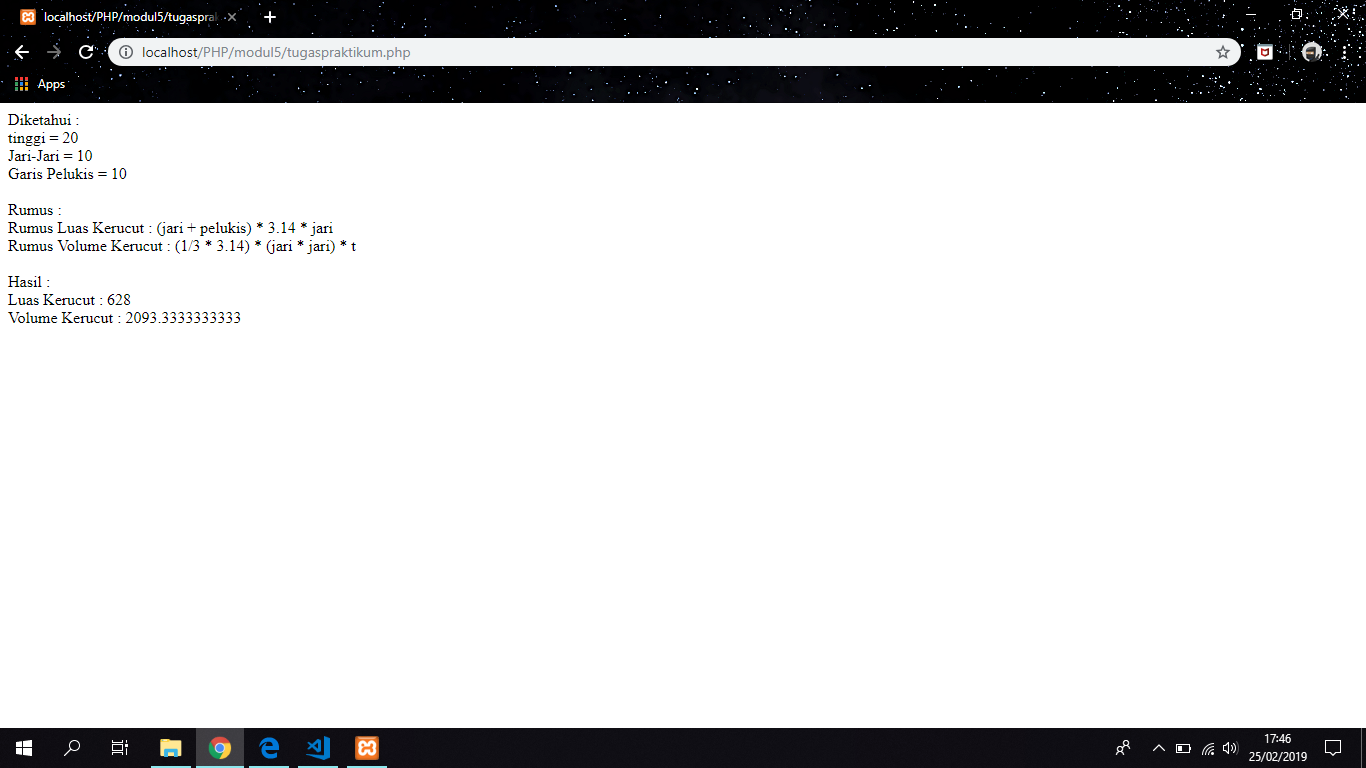 localhost/PHP/modul5/tugaspra
localhost/PHP/modul5/tugaspraktikum.php
Apps
Diketahui :
tinggi = 20
Jari-Jari = 10
Garis Pelukis = 10
Rumus :
Rumus Luas Kerucut : (jari + pelukis) * 3.14 * jari
Rumus Volume Kerucut : (1/3 * 3.14) * (jari * jari) * t
Hasil :
Luas Kerucut : 628
Volume Kerucut : 2093.3333333333
17:46
25/02/2019